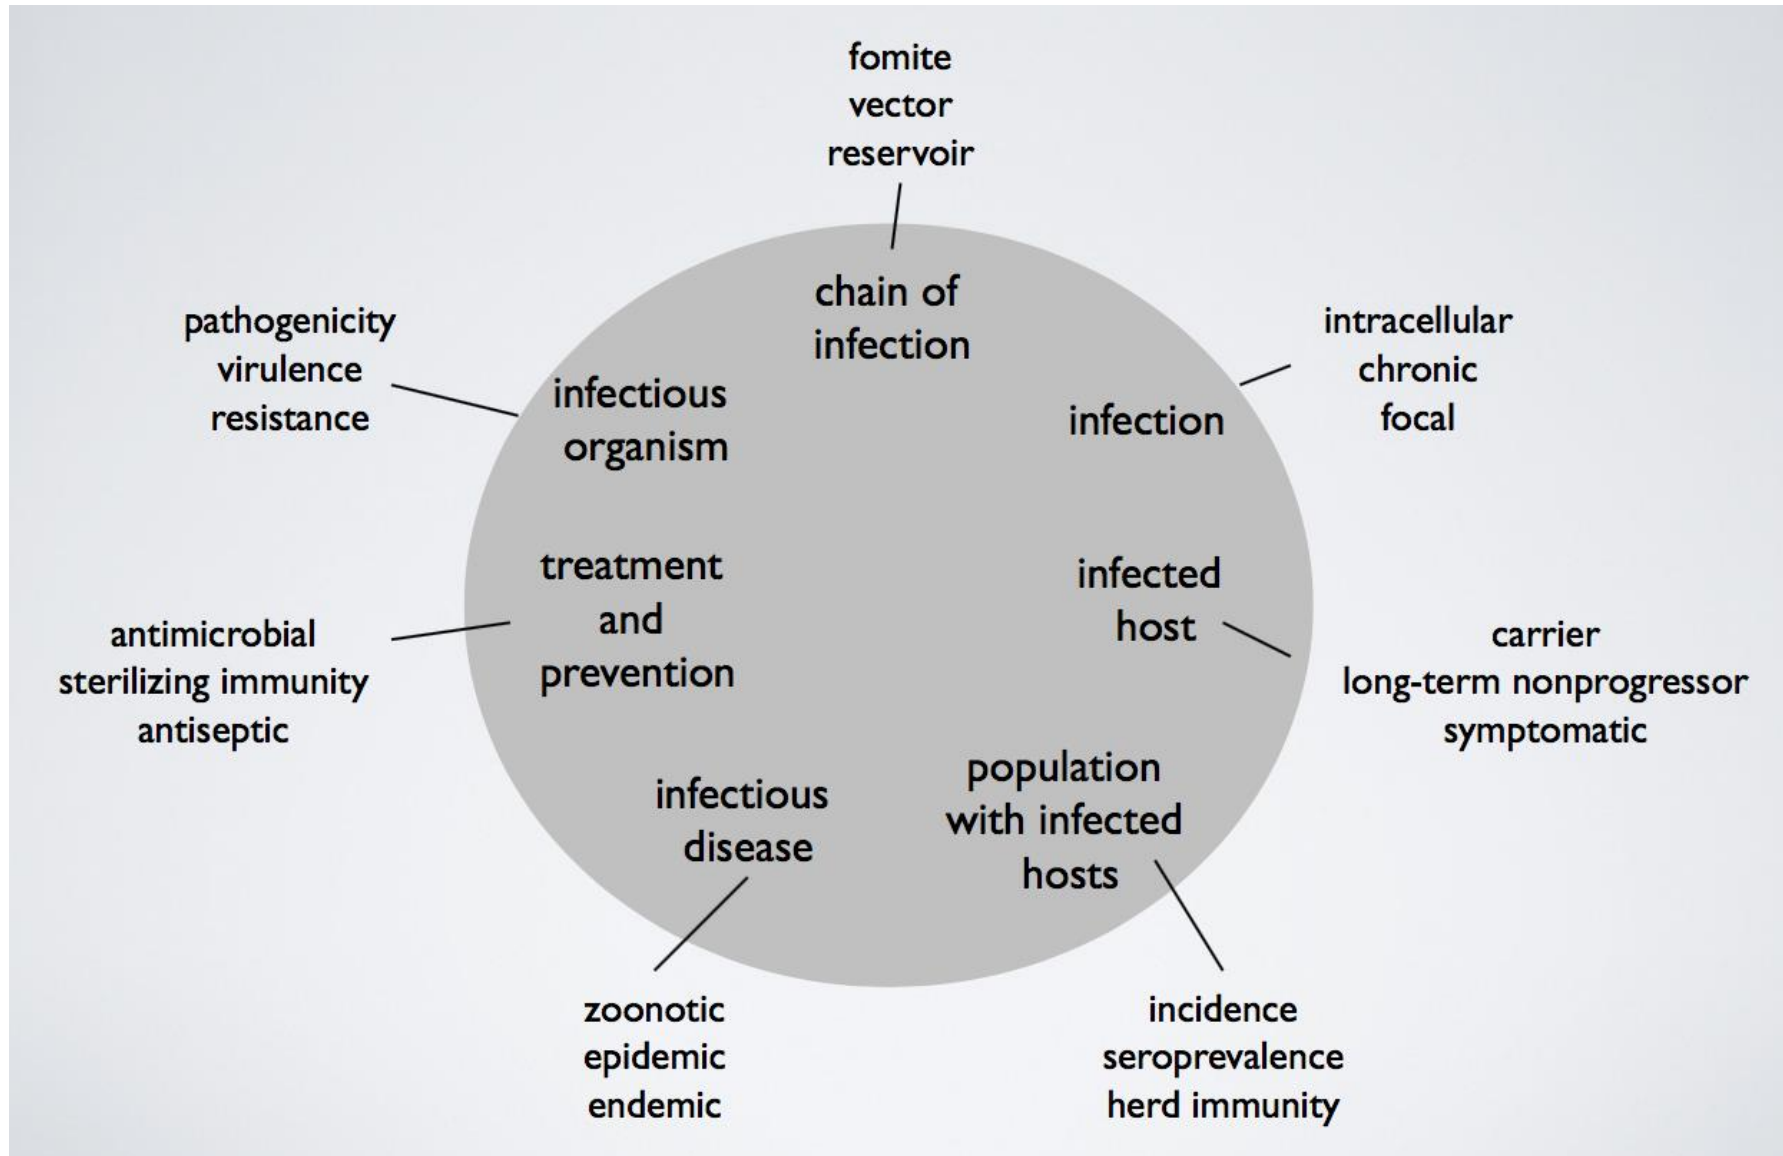 fomite
vector
reservoir
chain of
infection
pathogenicity
virulence
resistance
infectious
organism
infection
intracellular
chronic
focal
treatment
and
prevention
antimicrobial
sterilizing immunity
antiseptic
infected
host
carrier
long-term nonprogressor
symptomatic
infectious
disease
population
with infected
hosts
zoonotic
epidemic
endemic
incidence
seroprevalence
herd immunity